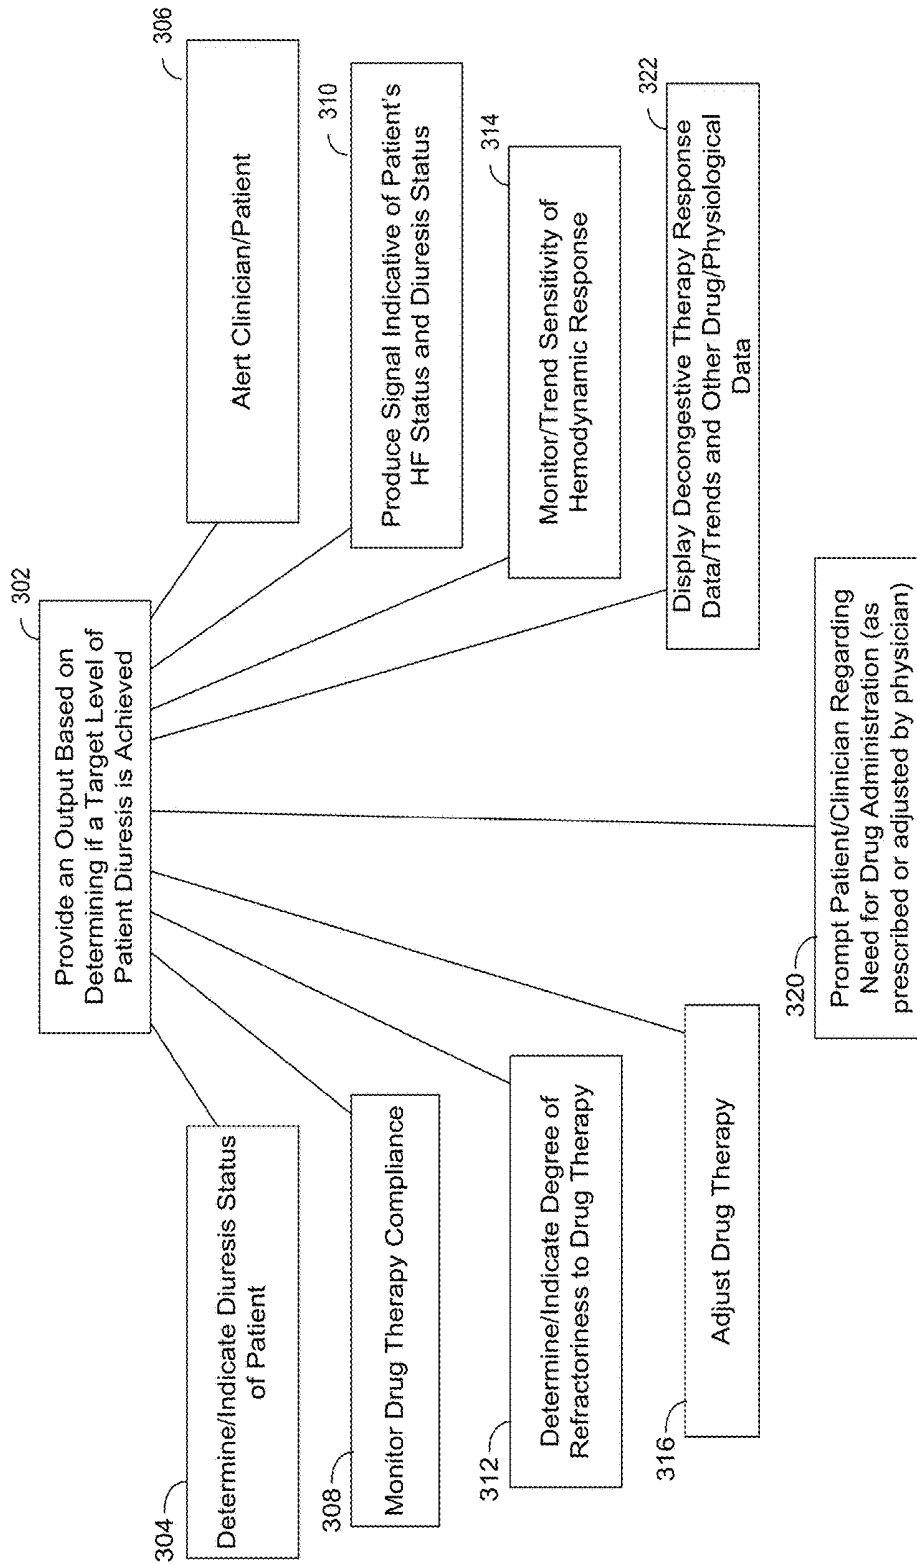 302
Provide an Output Based on
Determining if a Target Level of
Patient Diuresis is Achieved
304
Determine/Indicate Diuresis Status
of Patient
306
Alert Clinician/Patient
308
Monitor Drug Therapy Compliance
310
Produce Signal Indicative of Patient's
HF Status and Diuresis Status
312
Determine/Indicate Degree of
Refractoriness to Drug Therapy
314
Monitor/Trend Sensitivity of
Hemodynamic Response
316
Adjust Drug Therapy
322
Display Decongestive Therapy Response
Data/Trends and Other Drug/Physiological
Data
320
Prompt Patient/Clinician Regarding
Need for Drug Administration (as
prescribed or adjusted by physician)